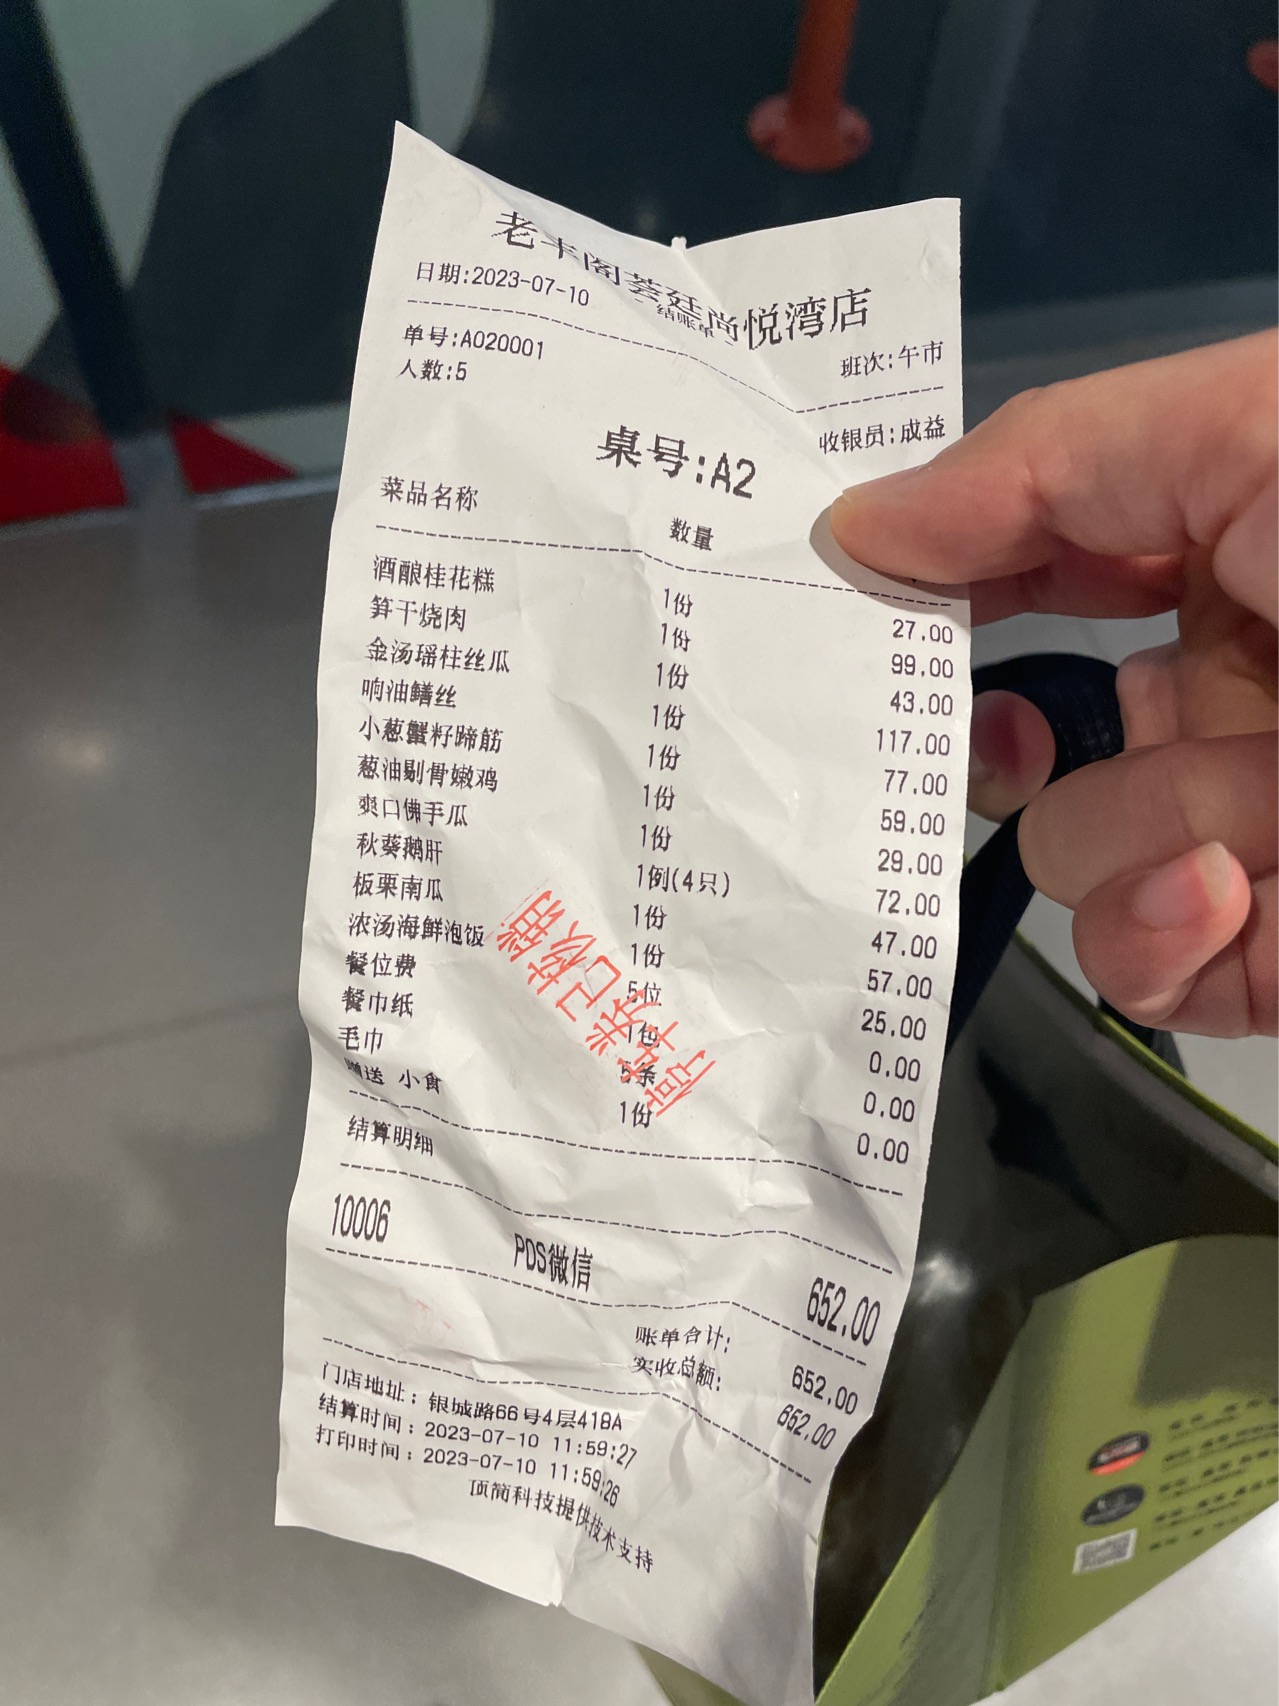 老丰阁荟廷尚悦湾店
-结账单-
日期:2023-07-10 班次:午市
单号:A020001 收银员:成益
人数:5
桌号:A2
菜品名称 数量
酒酿桂花糕 1份 27.00
笋干烧肉 1份 99.00
金汤瑶柱丝瓜 1份 43.00
响油鳝丝 1份 117.00
小葱蟹籽蹄筋 1份 77.00
葱油剔骨嫩鸡 1份 59.00
爽口佛手瓜 1份 29.00
秋葵鹅肝 1例(4只) 72.00
板栗南瓜 1份 47.00
浓汤海鲜泡饭 1份 57.00
餐位费 5位 25.00
餐巾纸 1包 0.00
毛巾 5条 0.00
赠送 小食 1份 0.00
停车券已核销
结算明细
10006 POS微信 652.00
账单合计: 652.00
实收总额: 652.00
门店地址：银城路66号4层418A
结算时间：2023-07-10 11:59:27
打印时间：2023-07-10 11:59:26
顶简科技提供技术支持